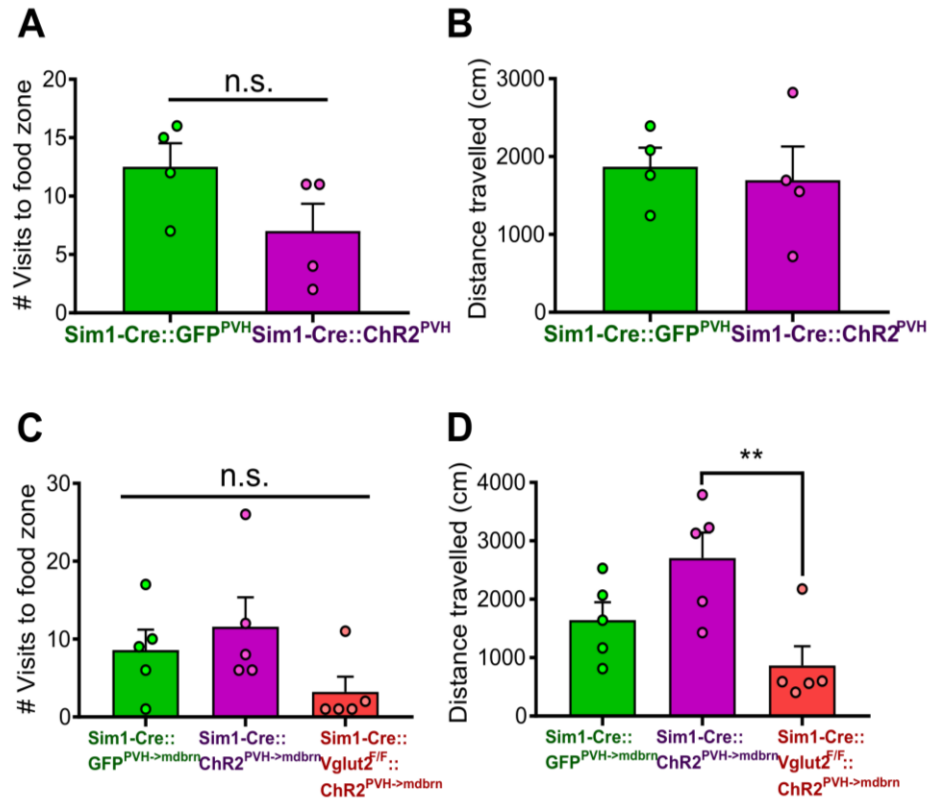 A
# Visits to food zone
20
15
10
5
0
n.s.
Sim1-Cre::GFP^PVH Sim1-Cre::ChR2^PVH
B
Distance travelled (cm)
3000
2000
1000
0
Sim1-Cre::GFP^PVH Sim1-Cre::ChR2^PVH
C
# Visits to food zone
30
20
10
0
n.s.
Sim1-Cre::
GFP^PVH->mdbrn
Sim1-Cre::
ChR2^PVH->mdbrn
Sim1-Cre::
Vglut2^F/F::
ChR2^PVH->mdbrn
D
Distance travelled (cm)
4000
3000
2000
1000
0
**
Sim1-Cre::
GFP^PVH->mdbrn
Sim1-Cre::
ChR2^PVH->mdbrn
Sim1-Cre::
Vglut2^F/F::
ChR2^PVH->mdbrn